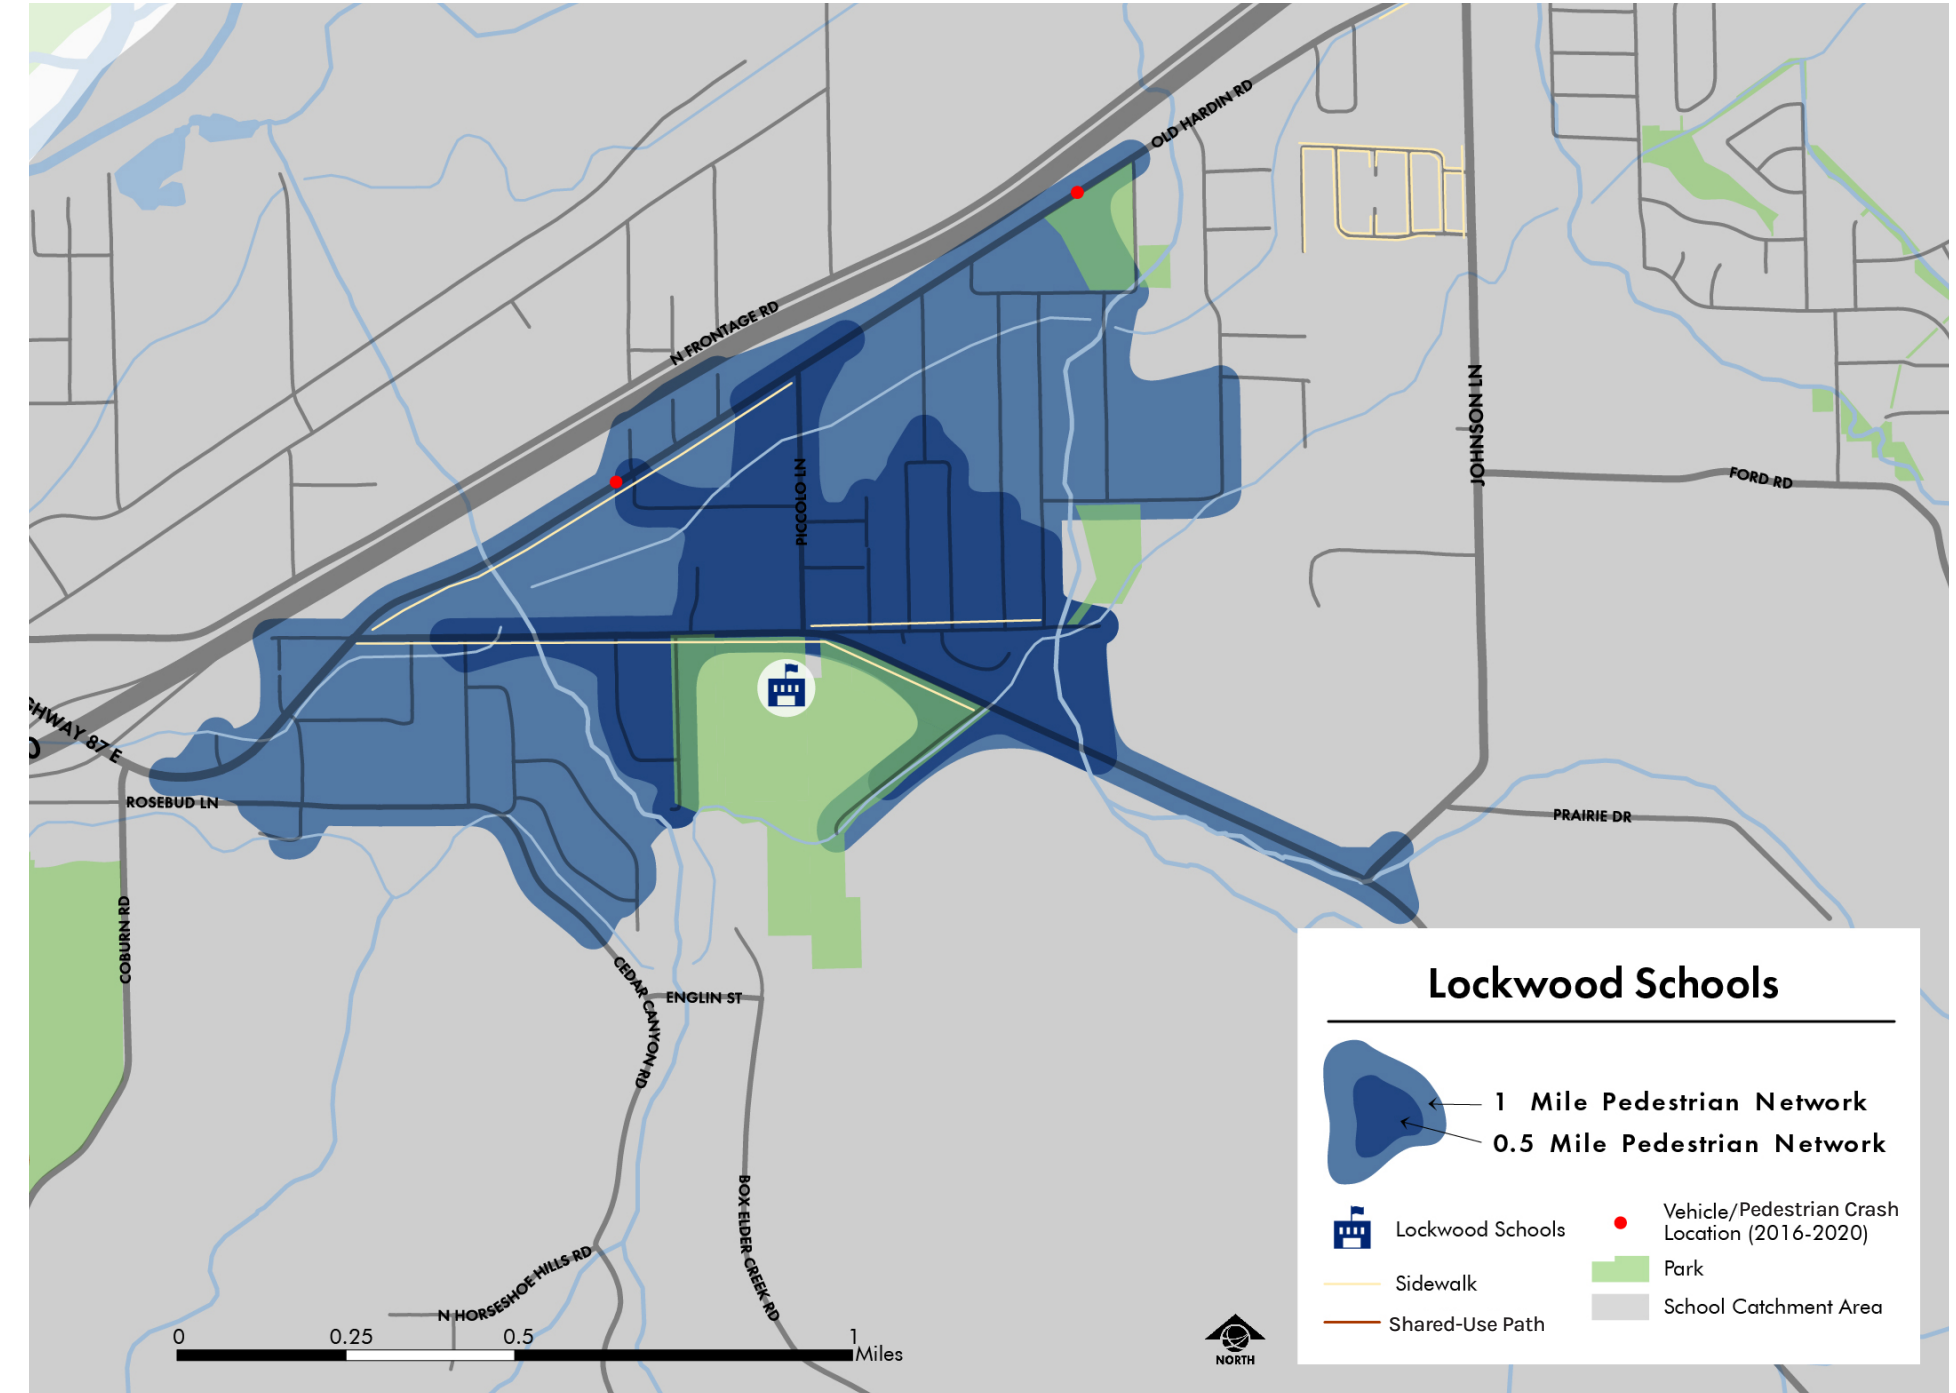 OLD HARDIN RD
N FRONTAGE RD
JOHNSON LN
FORD RD
PICCOLO LN
GHWAY 87 E
ROSEBUD LN
PRAIRIE DR
COBURN RD
CEDAR CANYON RD
ENGLIN ST
BOX ELDER CREEK RD
N HORSESHOE HILLS RD
0 0.25 0.5 1
Miles
NORTH
Lockwood Schools
1 Mile Pedestrian Network
0.5 Mile Pedestrian Network
Lockwood Schools
Sidewalk
Shared-Use Path
Vehicle/Pedestrian Crash
Location (2016-2020)
Park
School Catchment Area